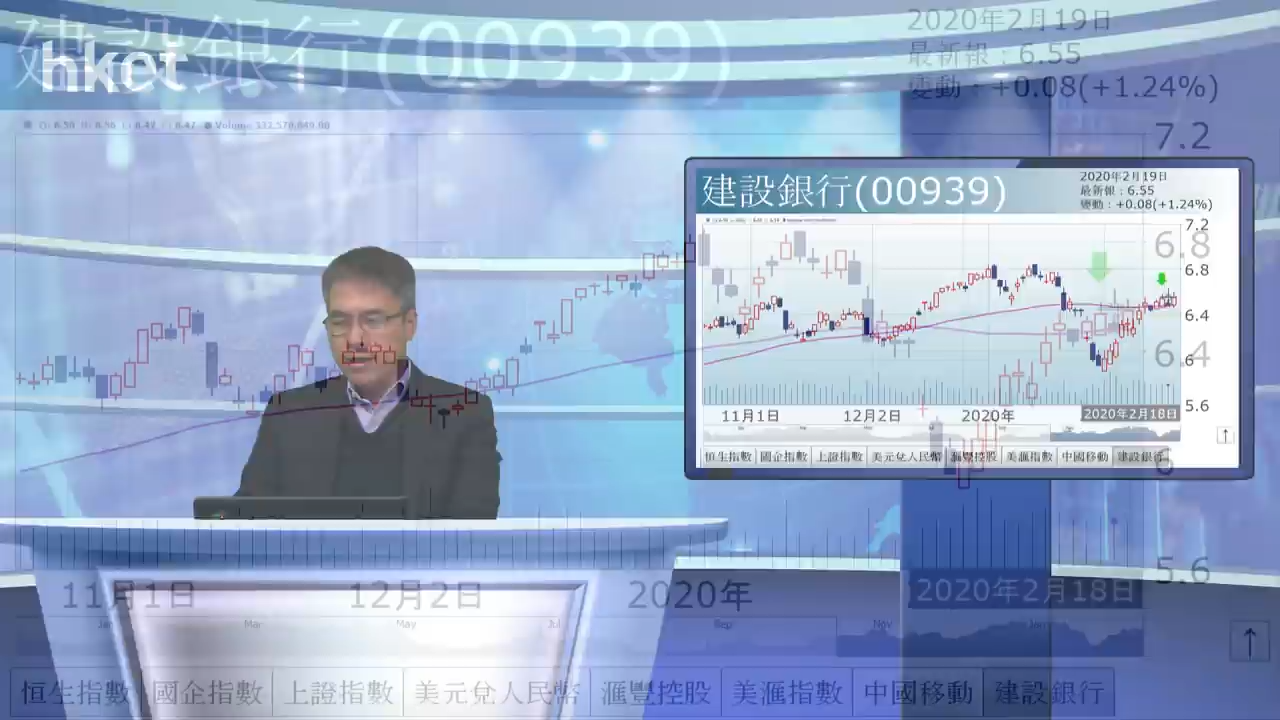 建設銀行(00939)
hket
2020年2月19日
最新報：6.55
變動：+0.08(+1.24%)
7.2
6.8
6.4
6
5.6
11月1日
12月2日
2020年
2020年2月18日
Jan
Mar
May
Jul
Sep
Nov
Jan
↑
恒生指數
國企指數
上證指數
美元兌人民幣
滙豐控股
美滙指數
中國移動
建設銀行
建設銀行(00939)
2020年2月19日
最新報：6.55
變動：+0.08(+1.24%)
7.2
6.8
6.4
6
5.6
11月1日
12月2日
2020年
2020年2月18日
↑
恒生指數
國企指數
上證指數
美元兌人民幣
滙豐控股
美滙指數
中國移動
建設銀行